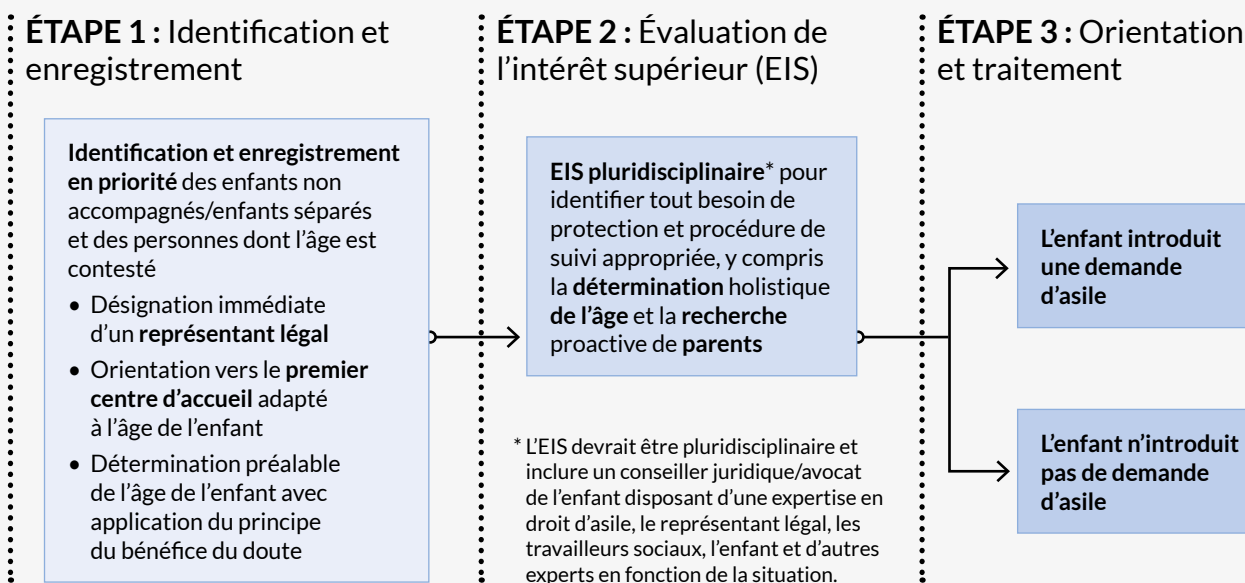 ÉTAPE 1 : Identification et
enregistrement
Identification et enregistrement
en priorité des enfants non
accompagnés/enfants séparés
et des personnes dont l'âge est
contesté
• Désignation immédiate
d'un représentant légal
• Orientation vers le premier
centre d'accueil adapté
à l'âge de l'enfant
• Détermination préalable
de l'âge de l'enfant avec
application du principe
du bénéfice du doute
ÉTAPE 2 : Évaluation de
l'intérêt supérieur (EIS)
EIS pluridisciplinaire* pour
identifier tout besoin de
protection et procédure de
suivi appropriée, y compris
la détermination holistique
de l'âge et la recherche
proactive de parents
* L'EIS devrait être pluridisciplinaire et
inclure un conseiller juridique/avocat
de l'enfant disposant d'une expertise en
droit d'asile, le représentant légal, les
travailleurs sociaux, l'enfant et d'autres
experts en fonction de la situation.
ÉTAPE 3 : Orientation
et traitement
L'enfant introduit
une demande
d'asile
L'enfant n'introduit
pas de demande
d'asile